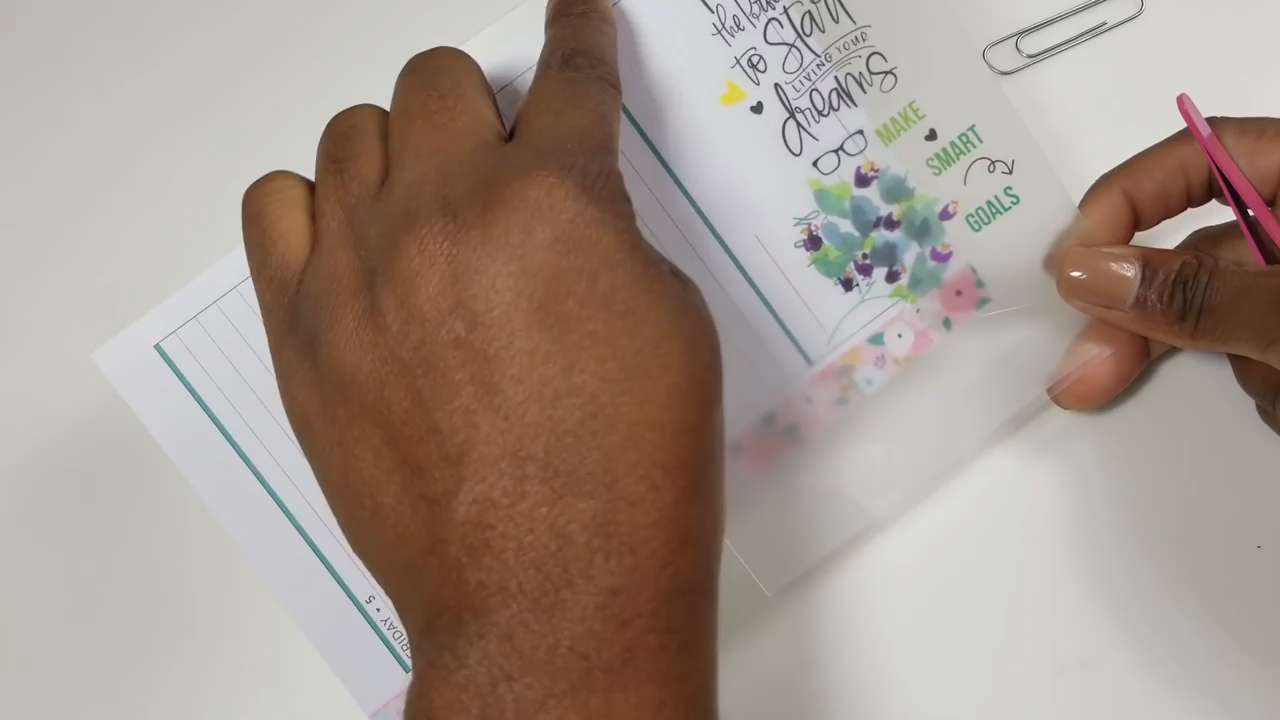 to Start
LIVING YOUR
dreams
MAKE
SMART
GOALS
FRIDAY • 5